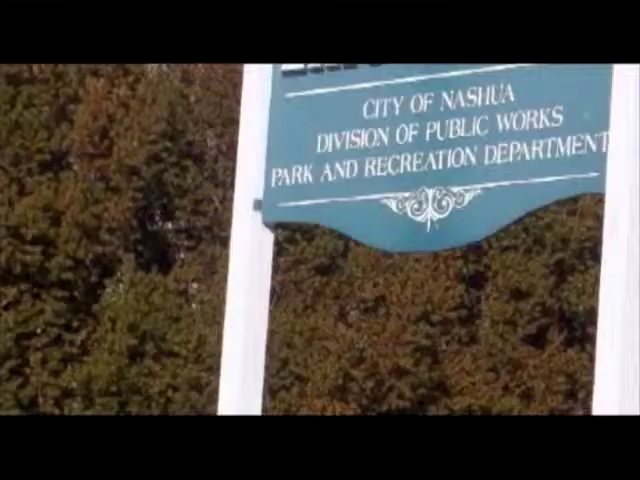 CITY OF NASHUA
DIVISION OF PUBLIC WORKS
PARK AND RECREATION DEPARTMENT